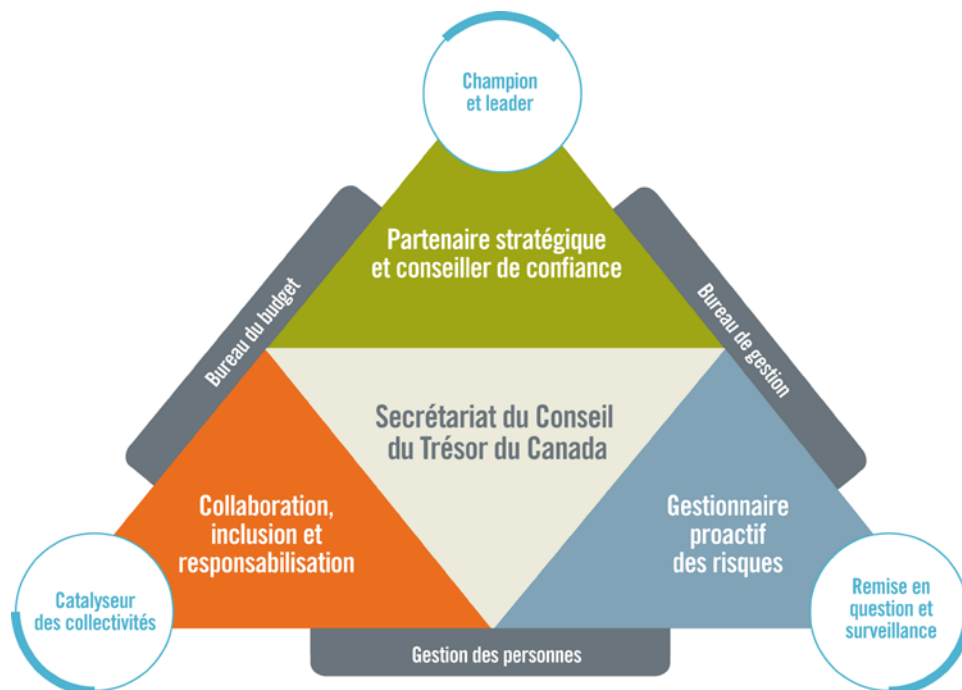 Champion
et leader
Partenaire stratégique
et conseiller de confiance
Bureau du budget
Bureau de gestion
Secrétariat du Conseil
du Trésor du Canada
Collaboration,
inclusion et
responsabilisation
Gestionnaire
proactif
des risques
Catalyseur
des collectivités
Remise en
question et
surveillance
Gestion des personnes